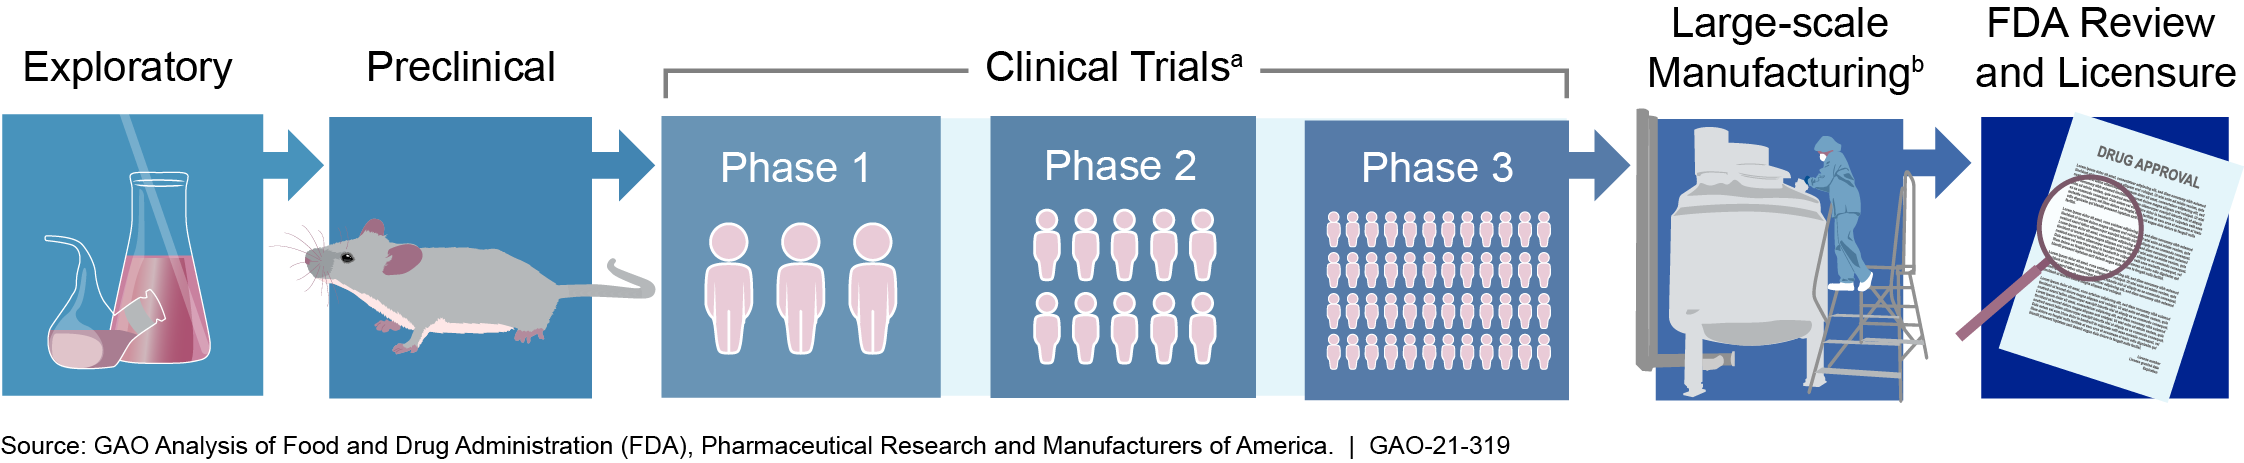 Exploratory
Preclinical
Clinical Trialsᵃ
Large-scale
Manufacturingᵇ
FDA Review
and Licensure
Phase 1
Phase 2
Phase 3
DRUG APPROVAL
Source: GAO Analysis of Food and Drug Administration (FDA), Pharmaceutical Research and Manufacturers of America.  |  GAO-21-319